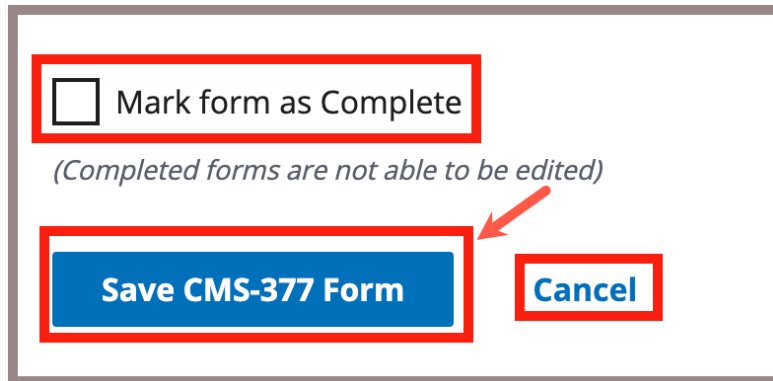 Mark form as Complete
(Completed forms are not able to be edited)
Save CMS-377 Form
Cancel